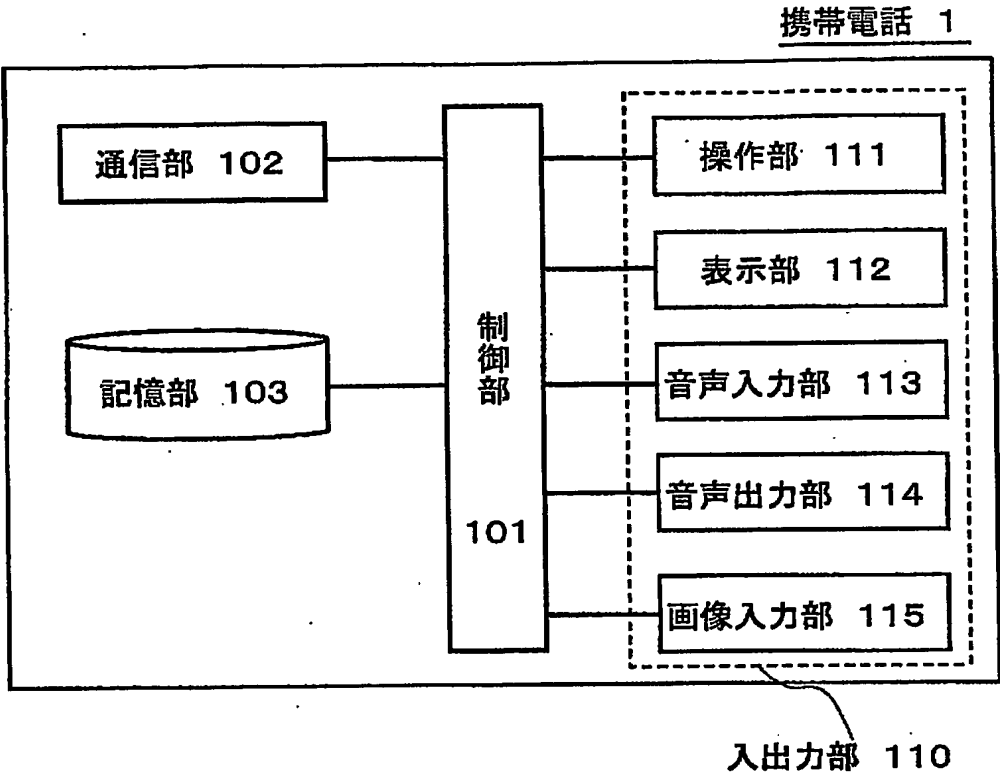 携帯電話 1
通信部 102
記憶部 103
制御部
101
操作部 111
表示部 112
音声入力部 113
音声出力部 114
画像入力部 115
入出力部 110